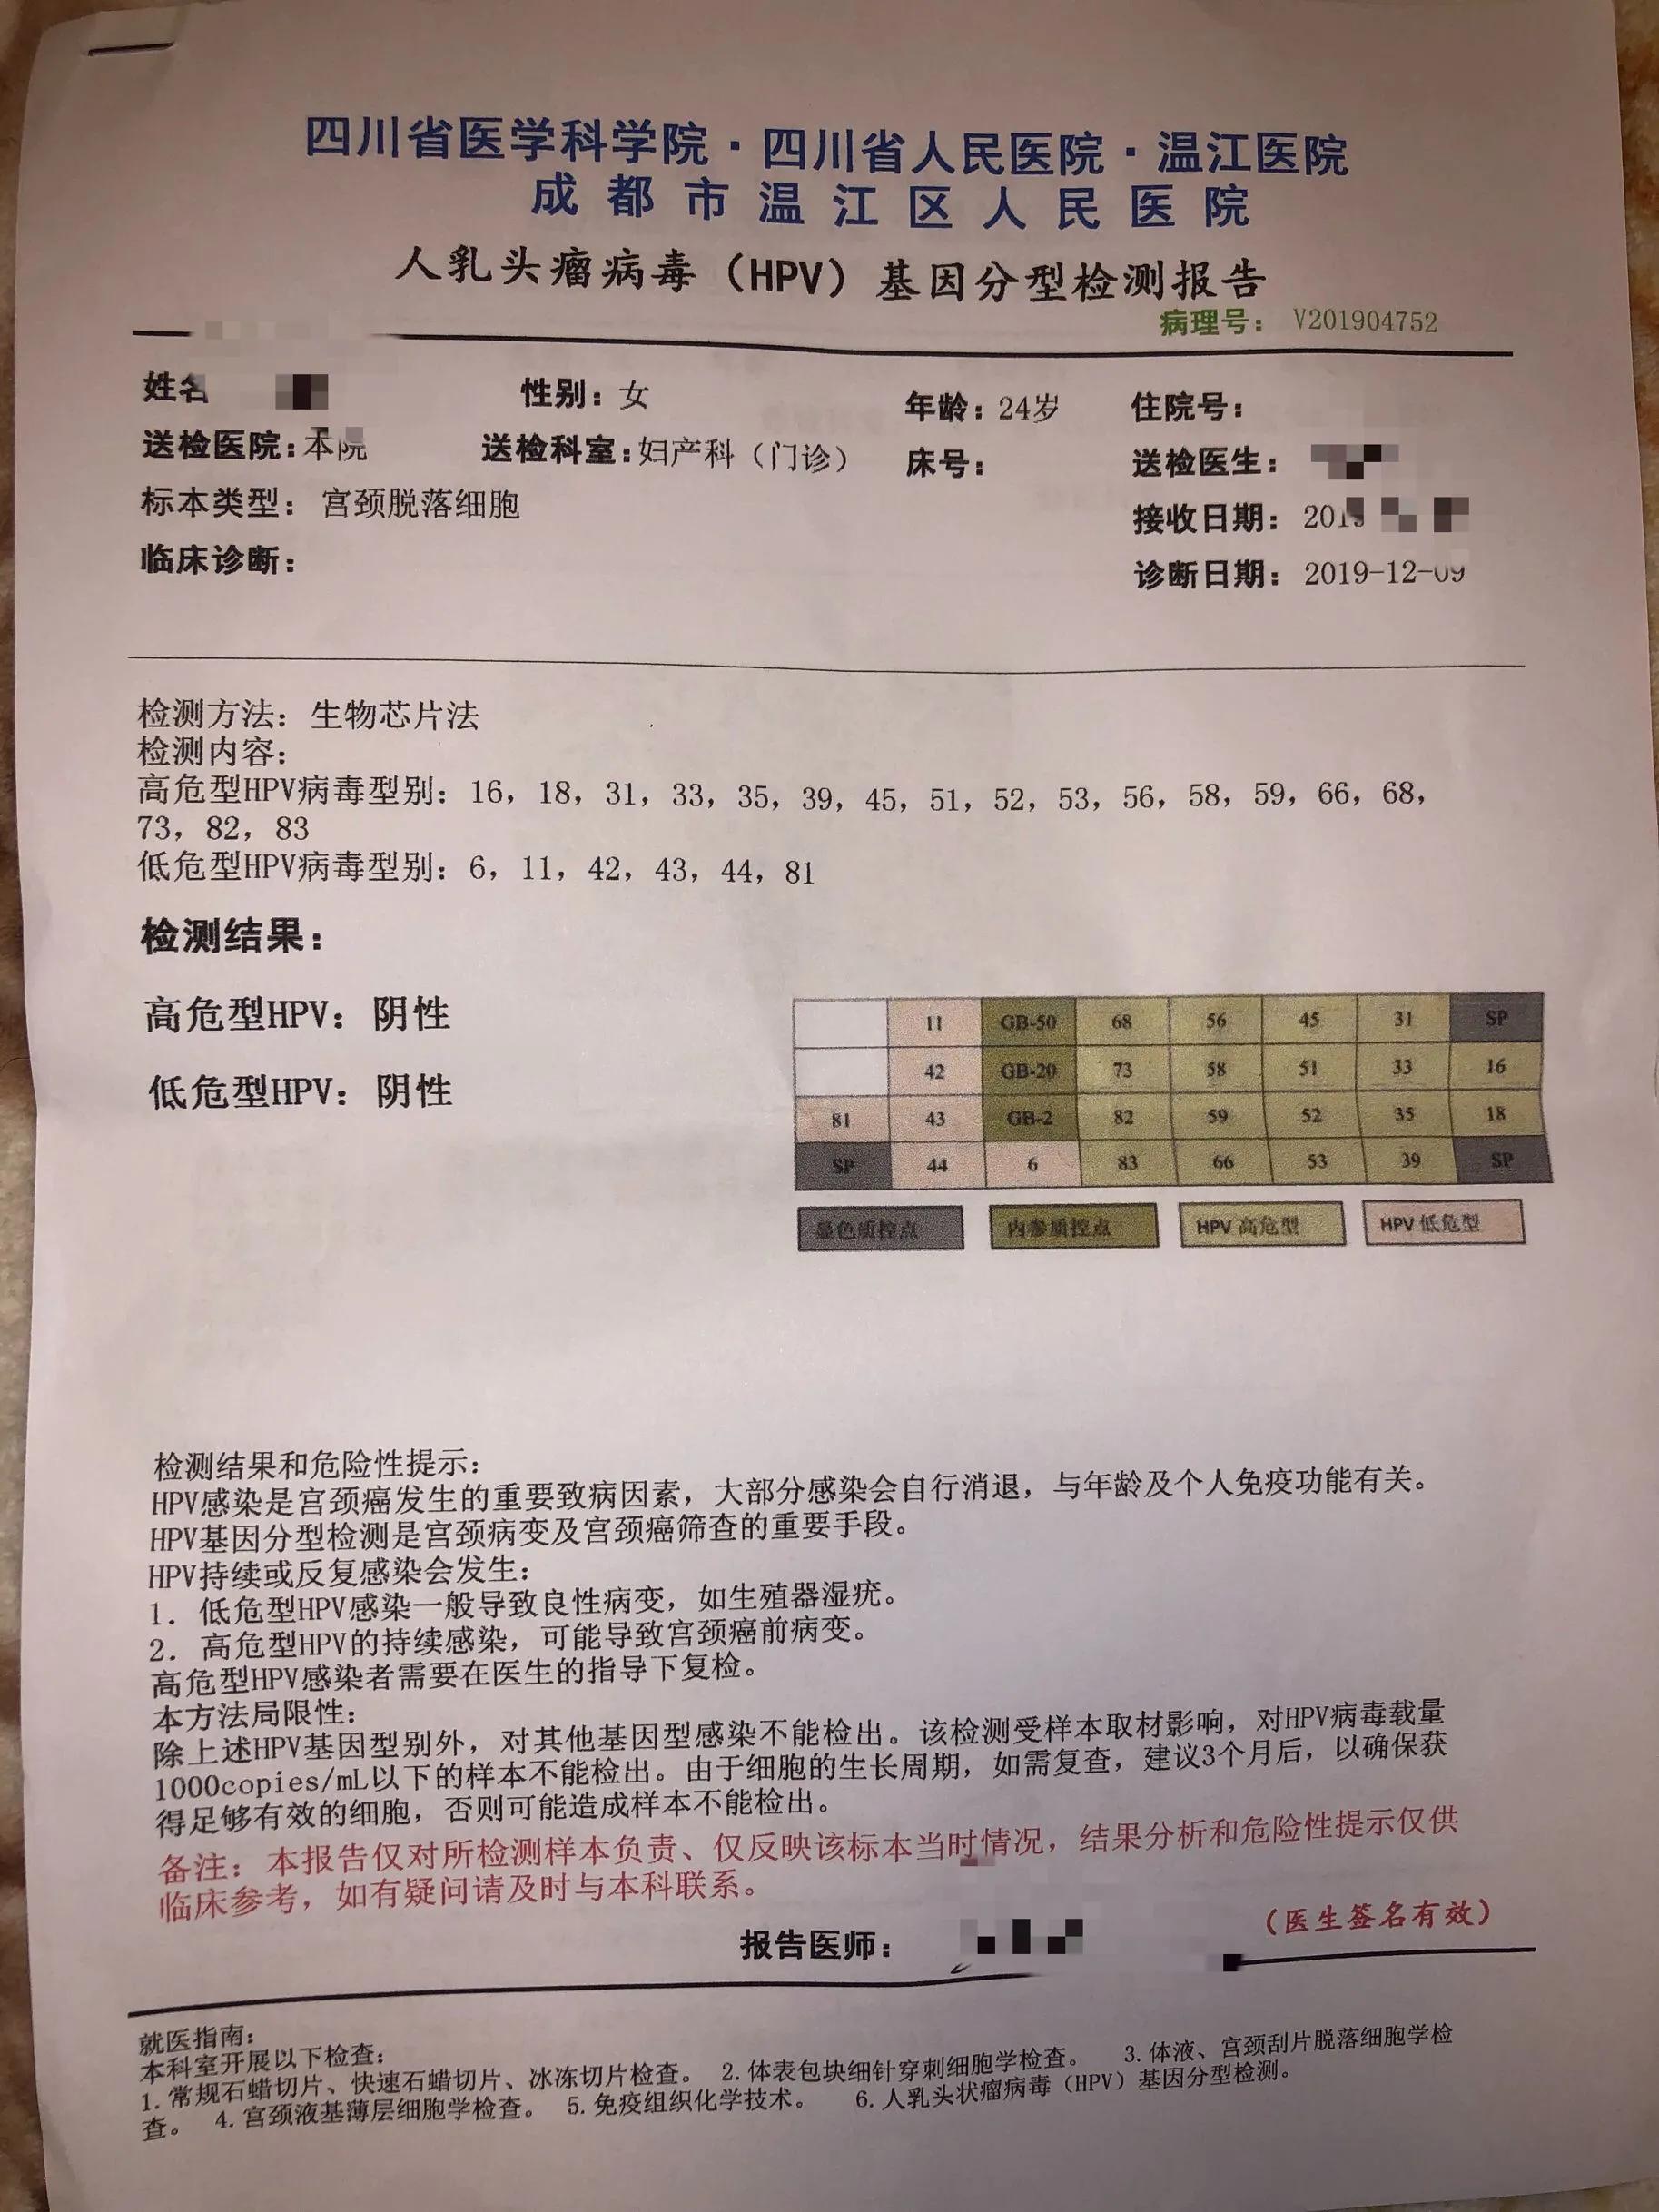 四川省医学科学院·四川省人民医院·温江医院
成都市温江区人民医院
人乳头瘤病毒（HPV）基因分型检测报告
病理号： V201904752
姓名 性别：女 年龄：24岁 住院号：
送检医院：本院 送检科室：妇产科（门诊） 床号： 送检医生：
标本类型： 宫颈脱落细胞 接收日期： 2019
临床诊断： 诊断日期： 2019-12-09
检测方法：生物芯片法
检测内容：
高危型HPV病毒型别：16，18，31，33，35，39，45，51，52，53，56，58，59，66，68，
73，82，83
低危型HPV病毒型别：6，11，42，43，44，81
检测结果：
高危型HPV：阴性
低危型HPV：阴性
11 GB-50 68 56 45 31 SP
42 GB-20 73 58 51 33 16
81 43 GB-2 82 59 52 35 18
SP 44 6 83 66 53 39 SP
显色质控点 内参质控点 HPV 高危型 HPV 低危型
检测结果和危险性提示：
HPV感染是宫颈癌发生的重要致病因素，大部分感染会自行消退，与年龄及个人免疫功能有关。
HPV基因分型检测是宫颈病变及宫颈癌筛查的重要手段。
HPV持续或反复感染会发生：
1. 低危型HPV感染一般导致良性病变，如生殖器湿疣。
2. 高危型HPV的持续感染，可能导致宫颈癌前病变。
高危型HPV感染者需要在医生的指导下复检。
本方法局限性：
除上述HPV基因型别外，对其他基因型感染不能检出。该检测受样本取材影响，对HPV病毒载量
1000copies/mL以下的样本不能检出。由于细胞的生长周期，如需复查，建议3个月后，以确保获
得足够有效的细胞，否则可能造成样本不能检出。
备注：本报告仅对所检测样本负责、仅反映该标本当时情况，结果分析和危险性提示仅供
临床参考，如有疑问请及时与本科联系。
报告医师： （医生签名有效）
就医指南：
本科室开展以下检查：
1.常规石蜡切片、快速石蜡切片、冰冻切片检查。 2.体表包块细针穿刺细胞学检查。 3.体液、宫颈刮片脱落细胞学检
查。 4.宫颈液基薄层细胞学检查。 5.免疫组织化学技术。 6.人乳头状瘤病毒（HPV）基因分型检测。